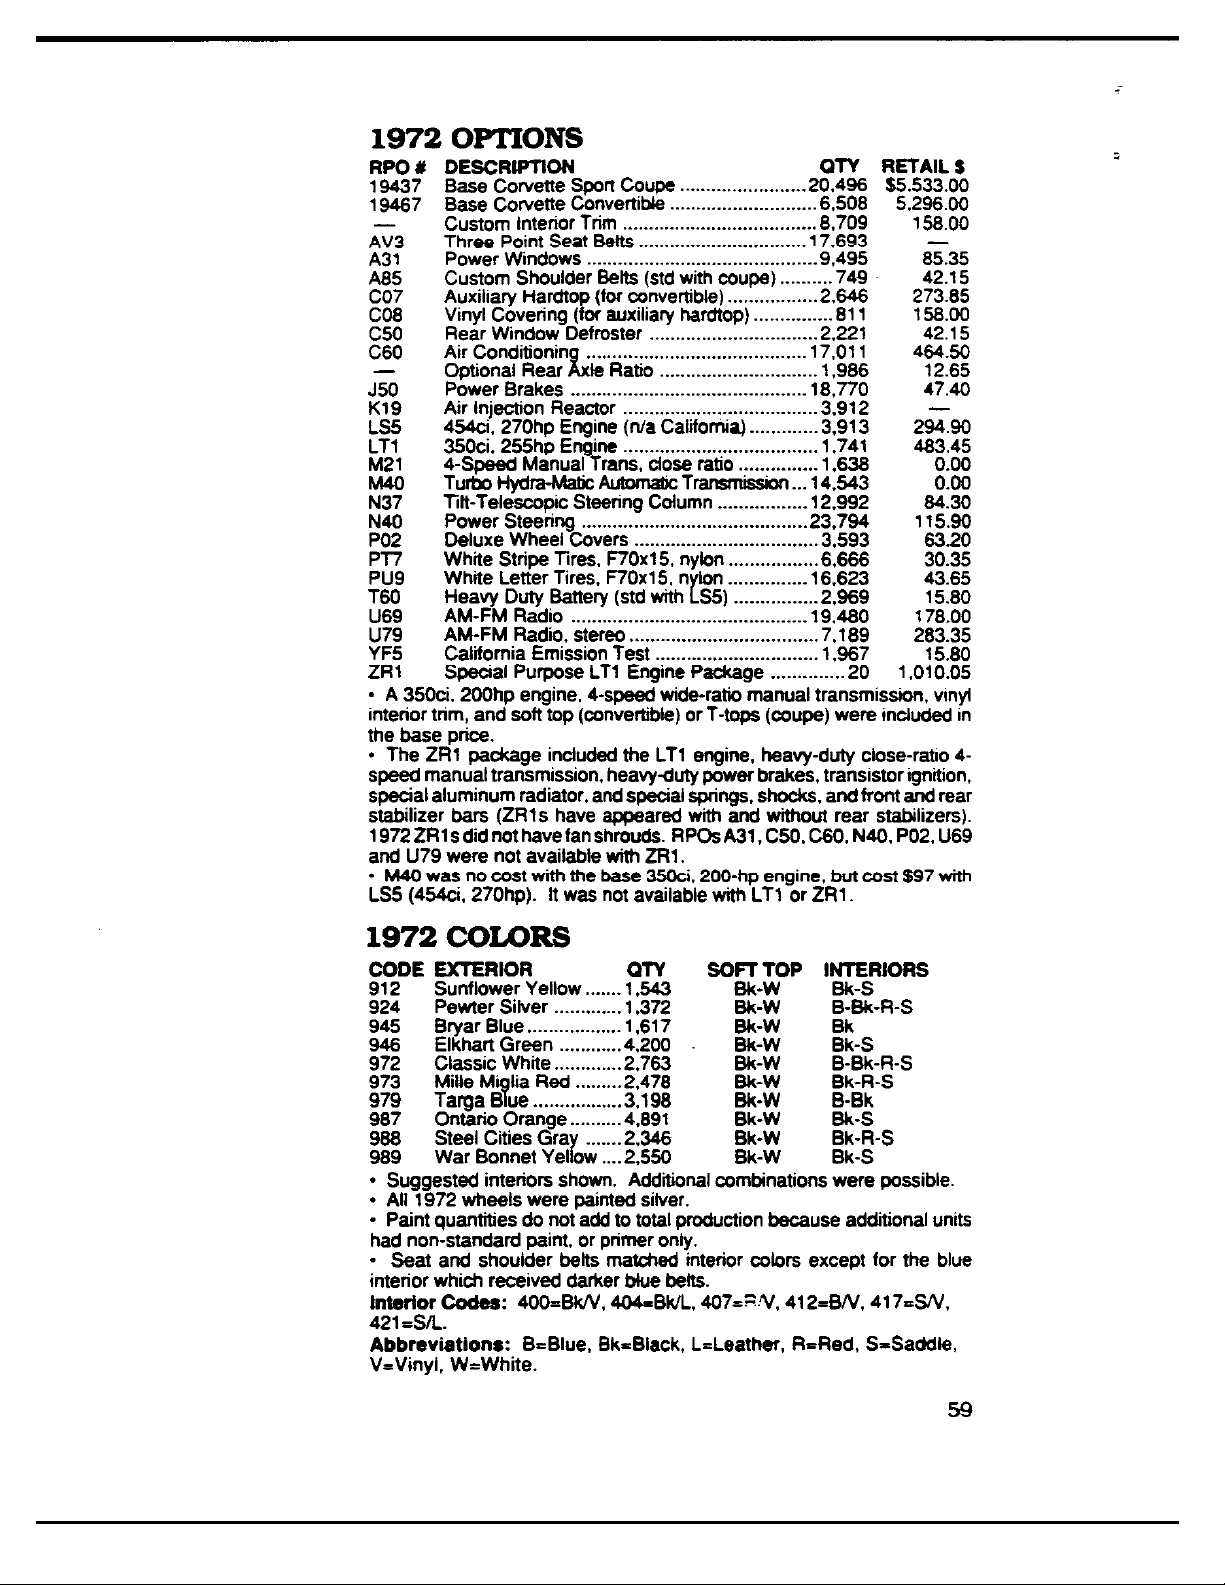 1972 OPTIONS
RPO # DESCRIPTION QTY RETAIL $
19437 Base Corvette Sport Coupe ........................ 20,496 $5,533.00
19467 Base Corvette Convertible ............................ 6,508 5,296.00
— Custom Interior Trim ..................................... 8,709 158.00
AV3 Three Point Seat Belts ................................ 17,693 —
A31 Power Windows ............................................ 9,495 85.35
A85 Custom Shoulder Belts (std with coupe) .......... 749 42.15
C07 Auxiliary Hardtop (for convertible) ................. 2,646 273.85
C08 Vinyl Covering (for auxiliary hardtop) ............... 811 158.00
C50 Rear Window Defroster ................................ 2,221 42.15
C60 Air Conditioning .......................................... 17,011 464.50
— Optional Rear Axle Ratio .............................. 1,986 12.65
J50 Power Brakes ............................................. 18,770 47.40
K19 Air Injection Reactor ..................................... 3,912 —
LS5 454ci, 270hp Engine (n/a California) ............. 3,913 294.90
LT1 350ci, 255hp Engine ..................................... 1,741 483.45
M21 4-Speed Manual Trans, close ratio ............... 1,638 0.00
M40 Turbo Hydra-Matic Automatic Transmission ... 14,543 0.00
N37 Tilt-Telescopic Steering Column ................. 12,992 84.30
N40 Power Steering ........................................... 23,794 115.90
P02 Deluxe Wheel Covers ................................... 3,593 63.20
PT7 White Stripe Tires, F70x15, nylon ................. 6,666 30.35
PU9 White Letter Tires, F70x15, nylon ............... 16,623 43.65
T60 Heavy Duty Battery (std with LS5) ................ 2,969 15.80
U69 AM-FM Radio ............................................. 19,480 178.00
U79 AM-FM Radio, stereo .................................... 7,189 283.35
YF5 California Emission Test ............................... 1,967 15.80
ZR1 Special Purpose LT1 Engine Package .............. 20 1,010.05
• A 350ci, 200hp engine, 4-speed wide-ratio manual transmission, vinyl
interior trim, and soft top (convertible) or T-tops (coupe) were included in
the base price.
• The ZR1 package included the LT1 engine, heavy-duty close-ratio 4-
speed manual transmission, heavy-duty power brakes, transistor ignition,
special aluminum radiator, and special springs, shocks, and front and rear
stabilizer bars (ZR1s have appeared with and without rear stabilizers).
1972 ZR1s did not have fan shrouds. RPOs A31, C50, C60, N40, P02, U69
and U79 were not available with ZR1.
• M40 was no cost with the base 350ci, 200-hp engine, but cost $97 with
LS5 (454ci, 270hp). It was not available with LT1 or ZR1.
1972 COLORS
CODE EXTERIOR QTY SOFT TOP INTERIORS
912 Sunflower Yellow ....... 1,543 Bk-W Bk-S
924 Pewter Silver ............. 1,372 Bk-W B-Bk-R-S
945 Bryar Blue .................. 1,617 Bk-W Bk
946 Elkhart Green ............ 4,200 Bk-W Bk-S
972 Classic White ............. 2,763 Bk-W B-Bk-R-S
973 Mille Miglia Red ......... 2,478 Bk-W Bk-R-S
979 Targa Blue ................. 3,198 Bk-W B-Bk
987 Ontario Orange .......... 4,891 Bk-W Bk-S
988 Steel Cities Gray ....... 2,346 Bk-W Bk-R-S
989 War Bonnet Yellow .... 2,550 Bk-W Bk-S
• Suggested interiors shown. Additional combinations were possible.
• All 1972 wheels were painted silver.
• Paint quantities do not add to total production because additional units
had non-standard paint, or primer only.
• Seat and shoulder belts matched interior colors except for the blue
interior which received darker blue belts.
Interior Codes: 400=Bk/V, 404=Bk/L, 407=R/V, 412=B/V, 417=S/V,
421=S/L.
Abbreviations: B=Blue, Bk=Black, L=Leather, R=Red, S=Saddle,
V=Vinyl, W=White.
59